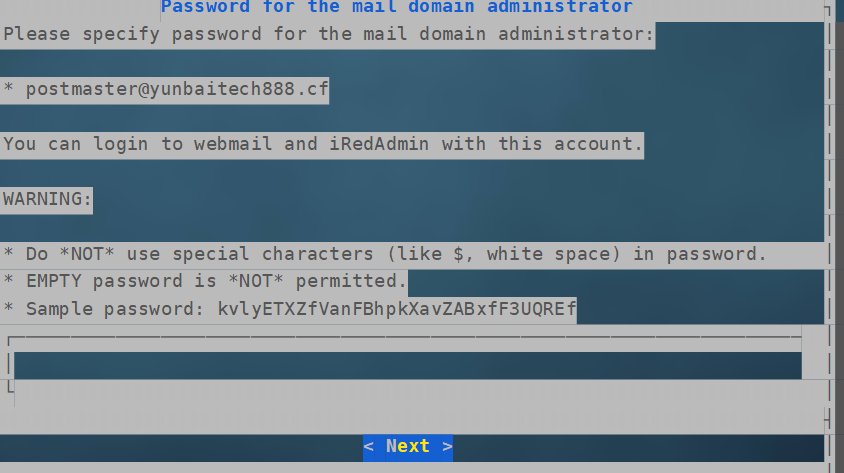 Password for the mail domain administrator
Please specify password for the mail domain administrator:
* postmaster@yunbaitech888.cf
You can login to webmail and iRedAdmin with this account.
WARNING:
* Do *NOT* use special characters (like $, white space) in password.
* EMPTY password is *NOT* permitted.
* Sample password: kvlyETXZfVanFBhpkXavZABxfF3UQREf
< Next >